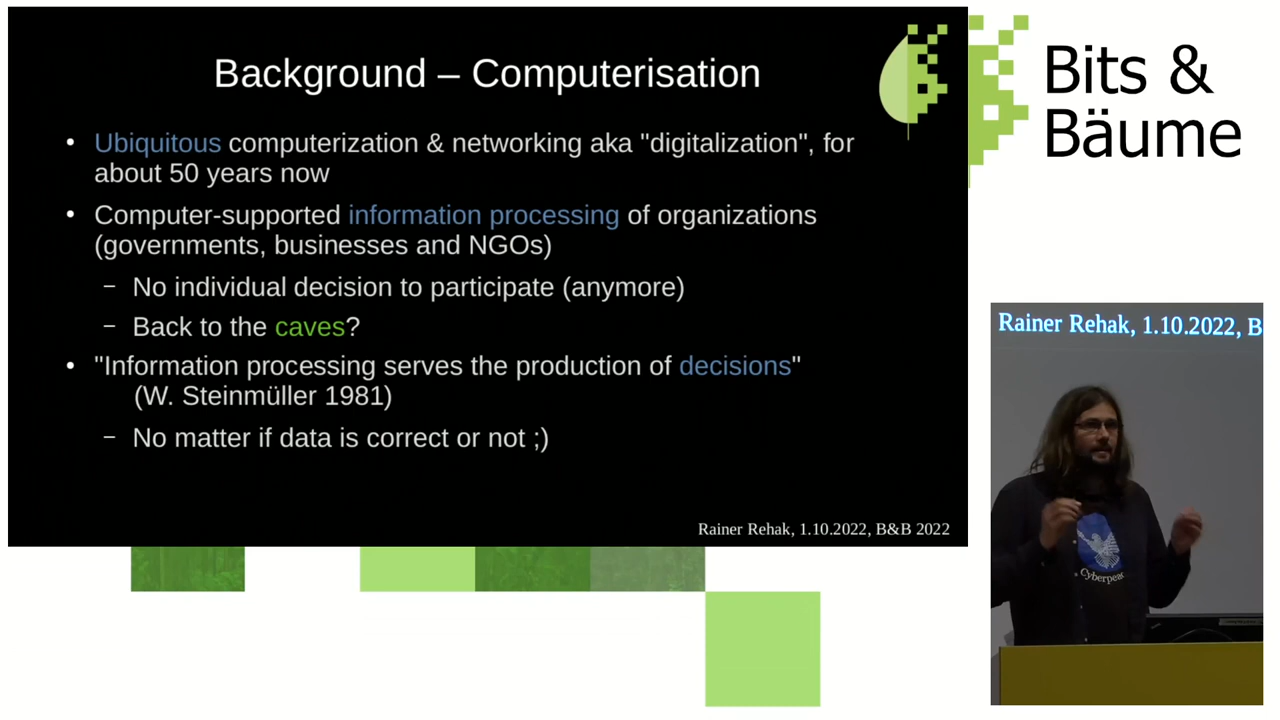 Background – Computerisation
• Ubiquitous computerization & networking aka "digitalization", for
about 50 years now
• Computer-supported information processing of organizations
(governments, businesses and NGOs)
– No individual decision to participate (anymore)
– Back to the caves?
• "Information processing serves the production of decisions"
(W. Steinmüller 1981)
– No matter if data is correct or not ;)
Rainer Rehak, 1.10.2022, B&B 2022
Bits &
Bäume
Rainer Rehak, 1.10.2022, B
Cyberpeac